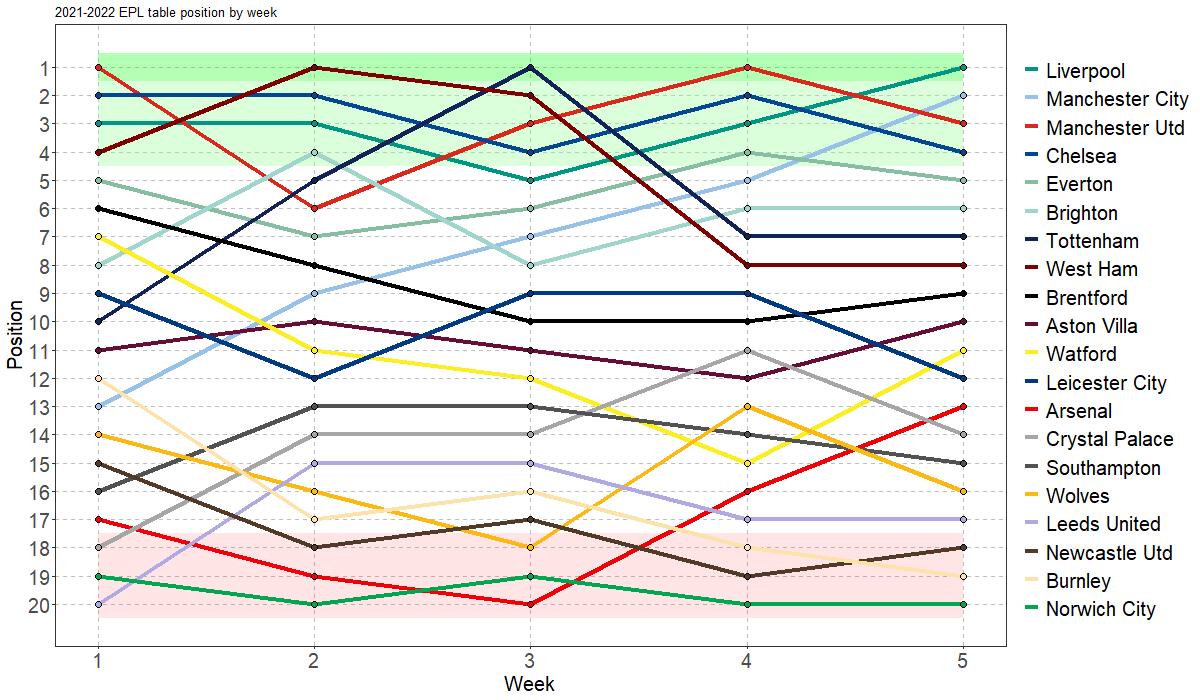 2021-2022 EPL table position by week
Position
1
2
3
4
5
6
7
8
9
10
11
12
13
14
15
16
17
18
19
20
1 2 3 4 5
Week
Liverpool
Manchester City
Manchester Utd
Chelsea
Everton
Brighton
Tottenham
West Ham
Brentford
Aston Villa
Watford
Leicester City
Arsenal
Crystal Palace
Southampton
Wolves
Leeds United
Newcastle Utd
Burnley
Norwich City